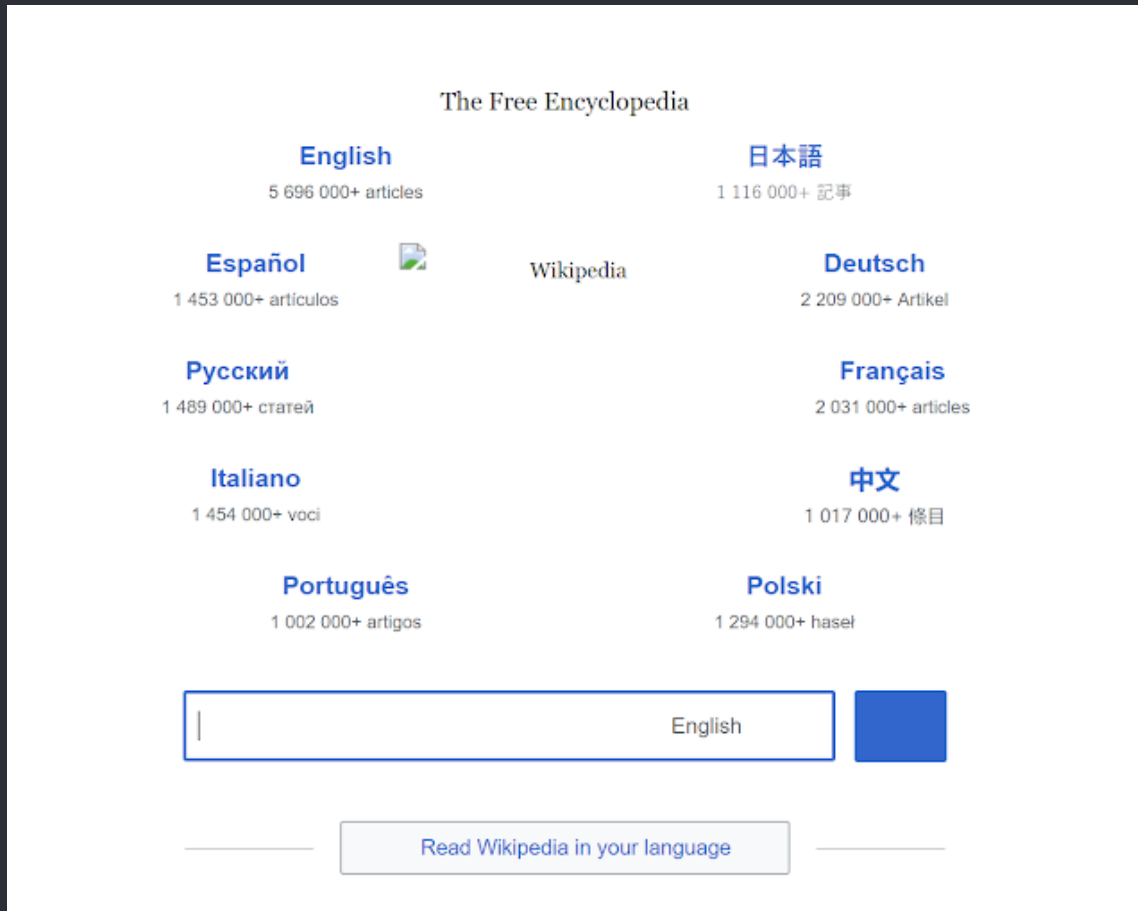 The Free Encyclopedia
English
5 696 000+ articles
日本語
1 116 000+ 記事
Español
1 453 000+ artículos
Wikipedia
Deutsch
2 209 000+ Artikel
Русский
1 489 000+ статей
Français
2 031 000+ articles
Italiano
1 454 000+ voci
中文
1 017 000+ 條目
Português
1 002 000+ artigos
Polski
1 294 000+ haseł
English
Read Wikipedia in your language